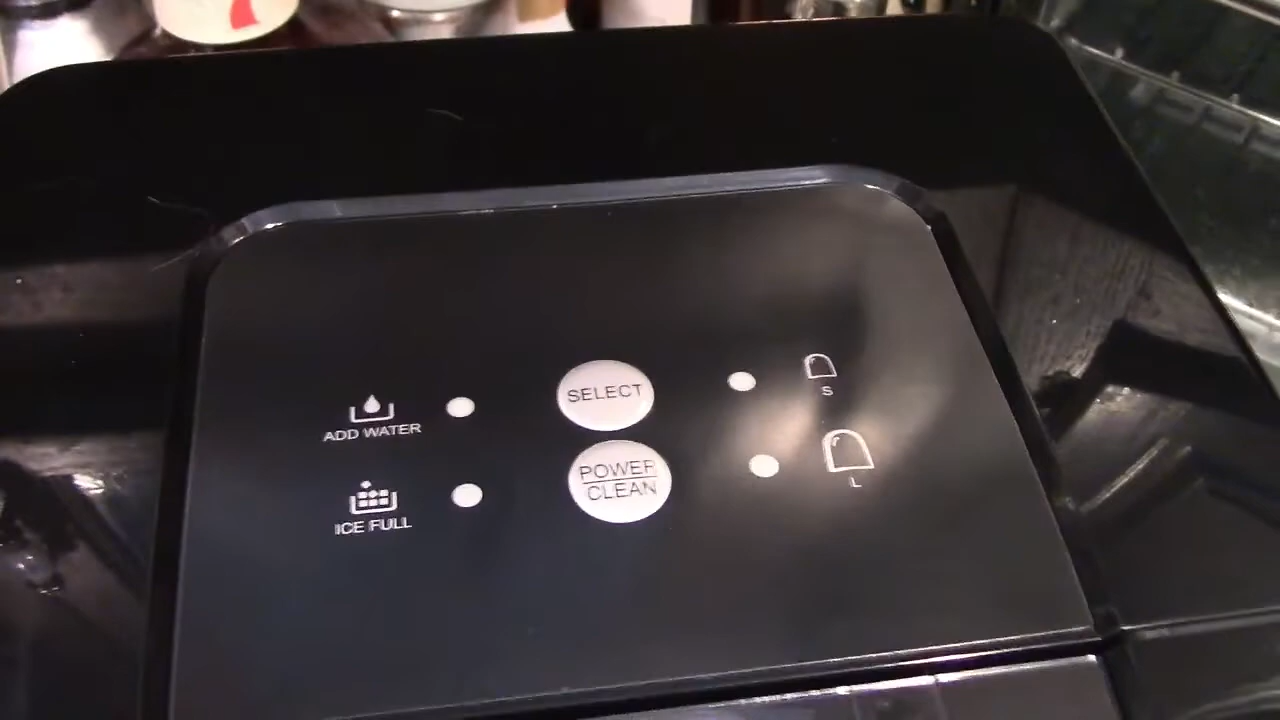 SELECT
S
ADD WATER
POWER
CLEAN
L
ICE FULL